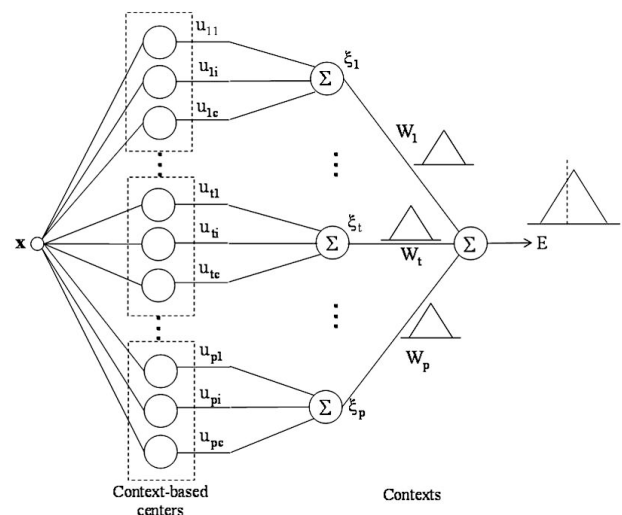 u11
u1i
u1c
Σ
ξ1
W1
x
ut1
uti
utc
Σ
ξt
Wt
Σ
E
up1
upi
upc
Σ
ξp
Wp
Context-based
centers
Contexts